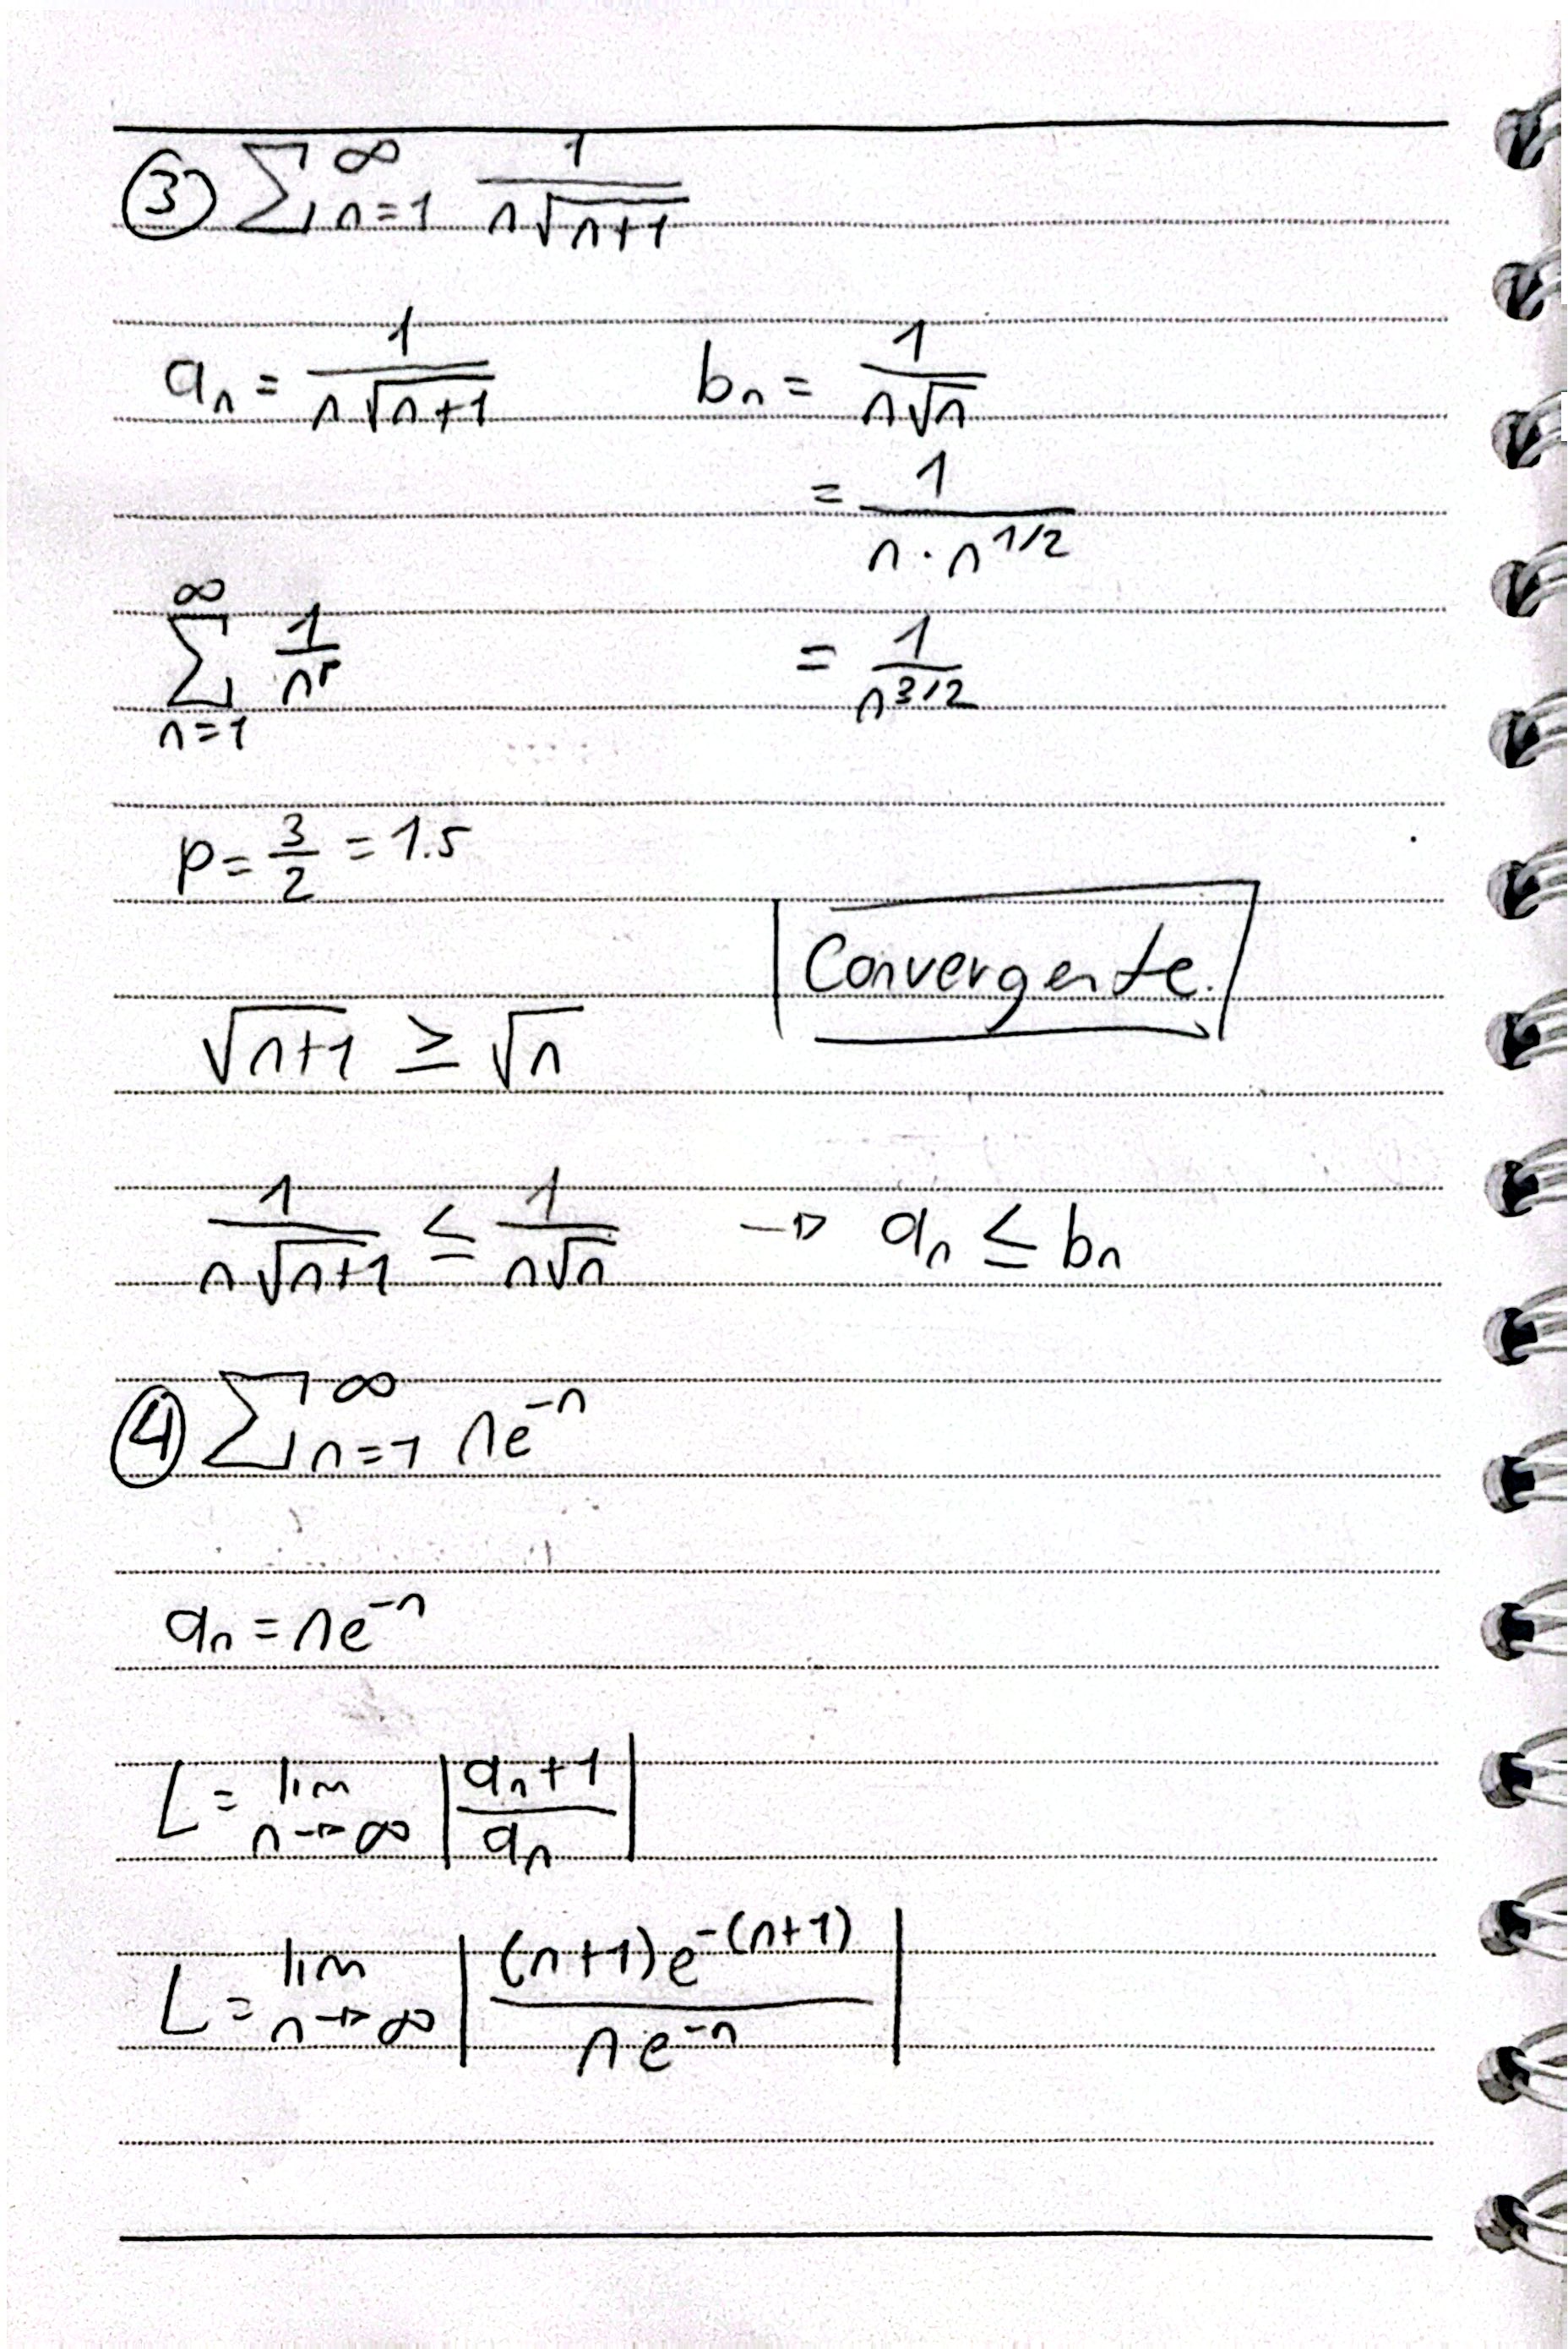 ③ ∑ₙ₌₁^∞ 1/(n√(n+1))
aₙ = 1/(n√(n+1))    bₙ = 1/(n√n)
= 1/(n·n^(1/2))
∑ₙ₌₁^∞ 1/n^p    = 1/n^(3/2)
p = 3/2 = 1.5
Convergente.
√(n+1) ≥ √n
1/(n√(n+1)) ≤ 1/(n√n) → aₙ ≤ bₙ
④ ∑ₙ₌₁^∞ ne^(-n)
aₙ = ne^(-n)
L = lim n→∞ |(aₙ+1)/aₙ|
L = lim n→∞ |((n+1)e^(-(n+1)))/(ne^(-n))|